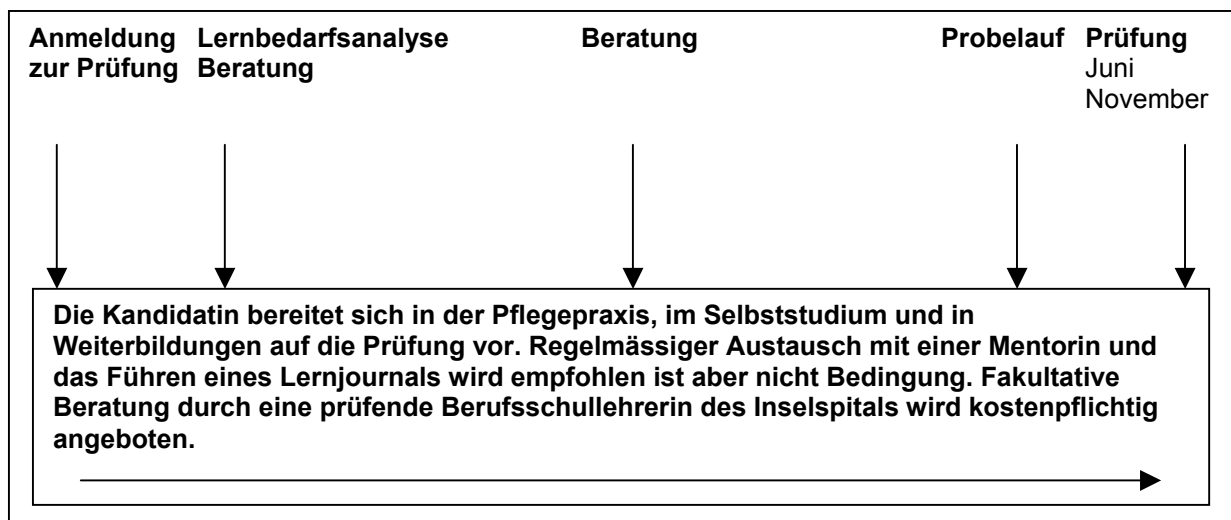 Anmeldung zur Prüfung
Lernbedarfsanalyse Beratung
Beratung
Probelauf
Prüfung
Juni
November
Die Kandidatin bereitet sich in der Pflegepraxis, im Selbststudium und in
Weiterbildungen auf die Prüfung vor. Regelmässiger Austausch mit einer Mentorin und
das Führen eines Lernjournals wird empfohlen ist aber nicht Bedingung. Fakultative
Beratung durch eine prüfende Berufsschullehrerin des Inselspitals wird kostenpflichtig
angeboten.